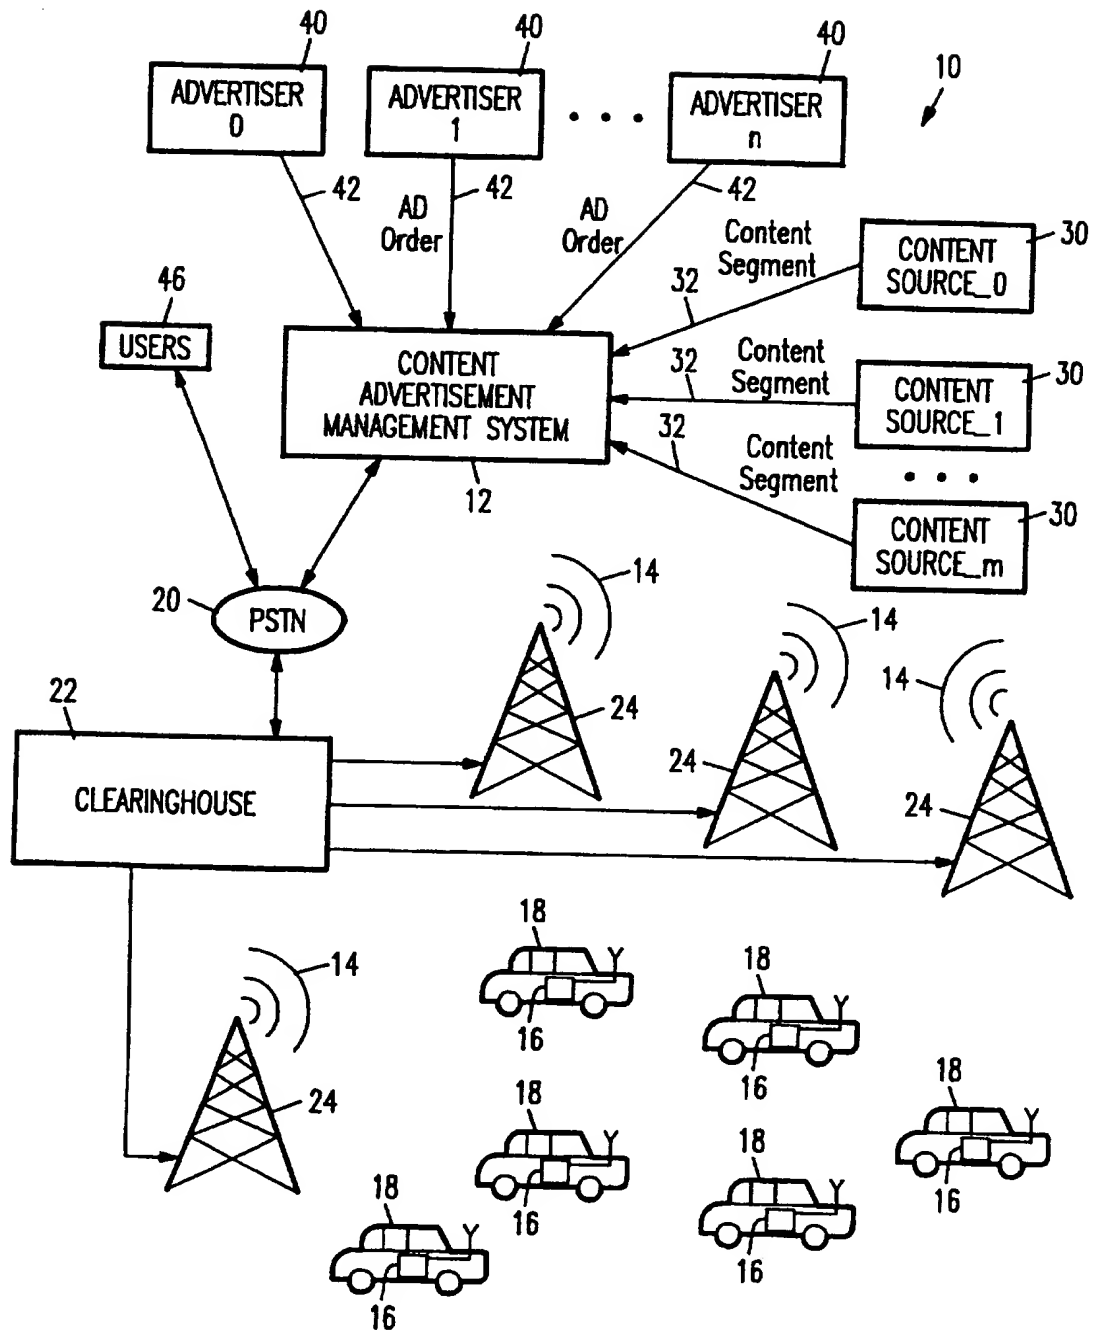 40
40
40
10
ADVERTISER
0
ADVERTISER
1
• • •
ADVERTISER
n
42
42
42
AD
Order
AD
Order
Content
Segment
30
CONTENT
SOURCE_0
32
46
USERS
CONTENT
ADVERTISEMENT
MANAGEMENT SYSTEM
12
32
Content
Segment
30
CONTENT
SOURCE_1
• • •
32
Content
Segment
30
CONTENT
SOURCE_m
20
PSTN
14
14
14
22
CLEARINGHOUSE
24
24
24
14
24
18
16
18
16
18
16
18
16
18
16
18
16